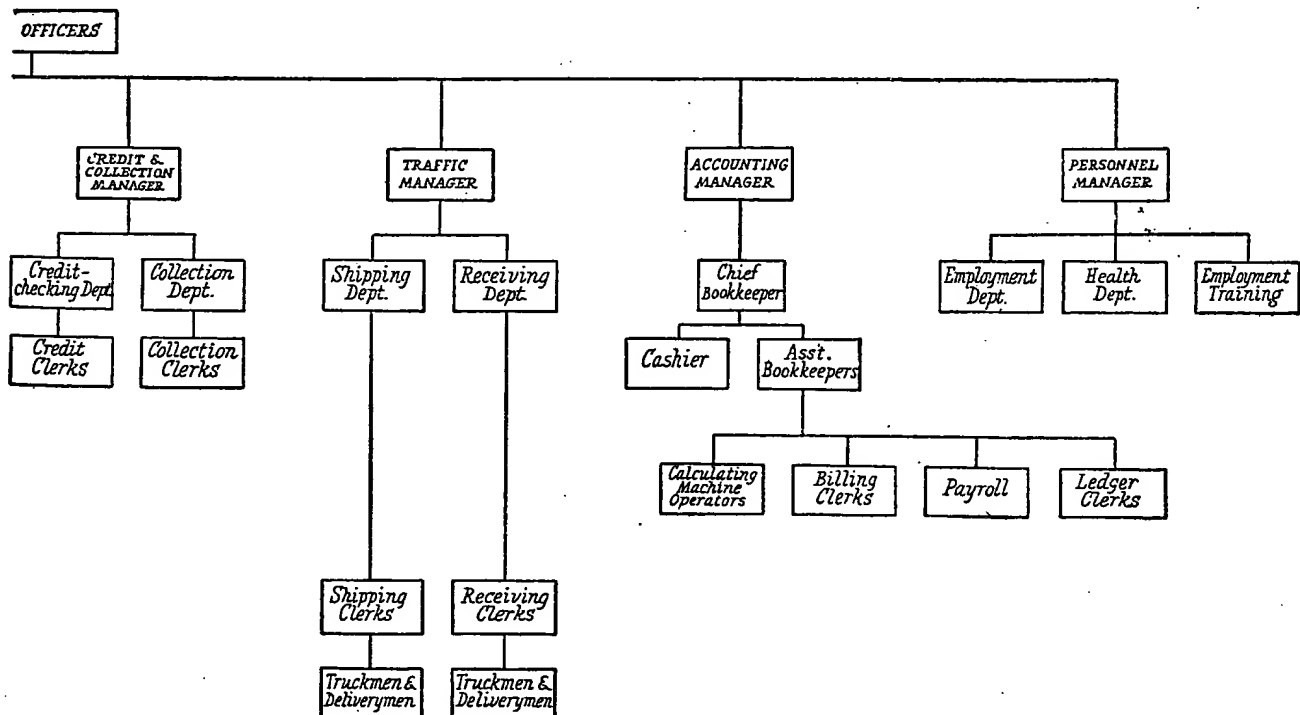 OFFICERS
CREDIT &
COLLECTION
MANAGER
TRAFFIC
MANAGER
ACCOUNTING
MANAGER
PERSONNEL
MANAGER
Credit-
checking Dept.
Collection
Dept.
Shipping
Dept.
Receiving
Dept.
Chief
Bookkeeper
Employment
Dept.
Health
Dept.
Employment
Training
Credit
Clerks
Collection
Clerks
Cashier
Ass't.
Bookkeepers
Calculating
Machine
Operators
Billing
Clerks
Payroll
Ledger
Clerks
Shipping
Clerks
Receiving
Clerks
Truckmen &
Deliverymen
Truckmen &
Deliverymen